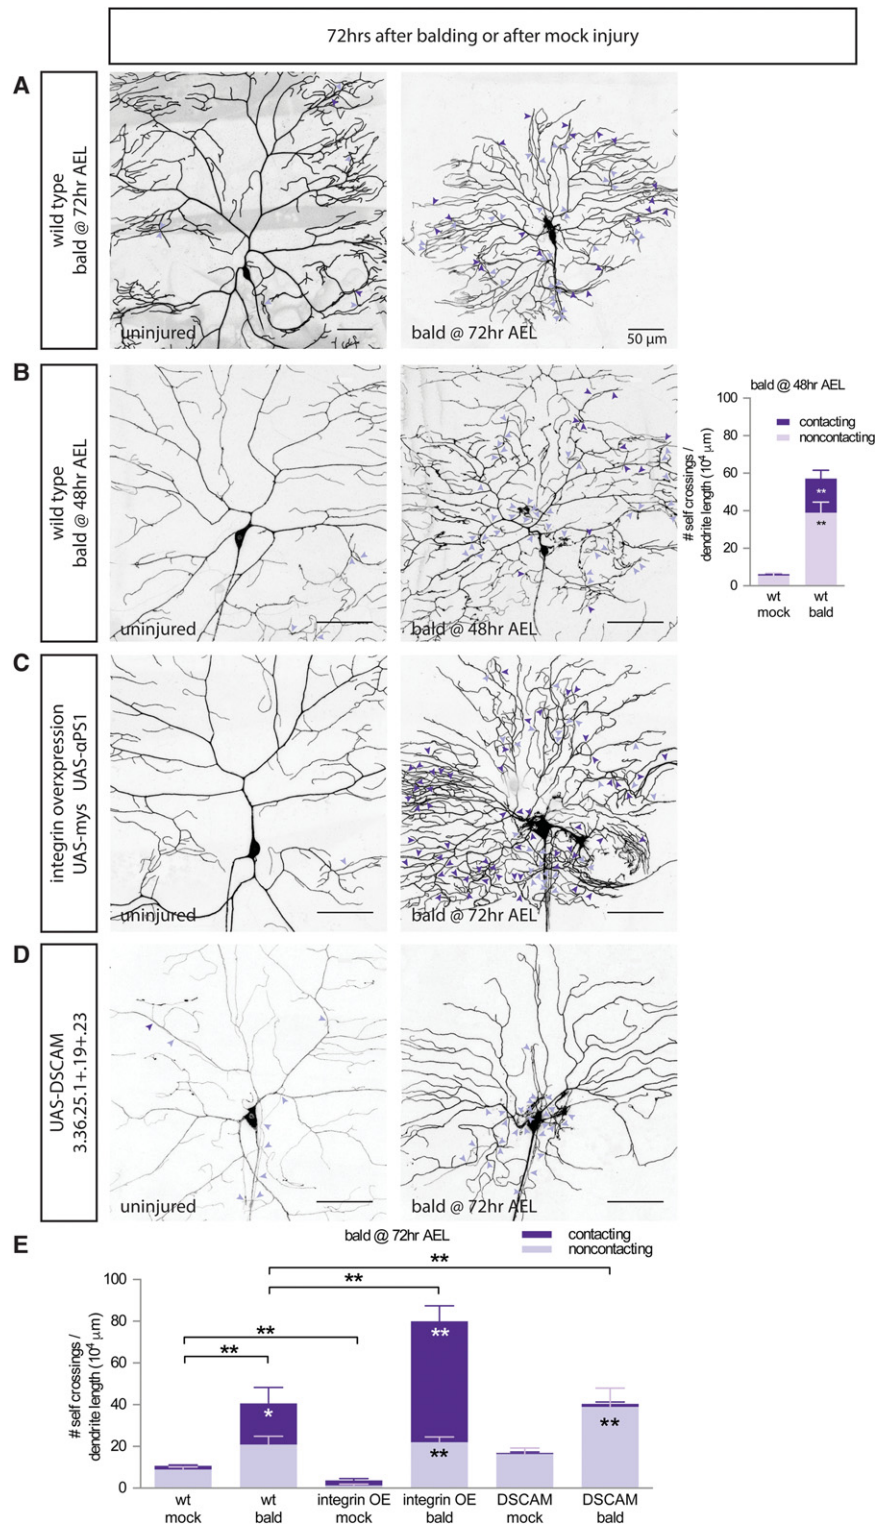 72hrs after balding or after mock injury
A
wild type
bald @ 72hr AEL
uninjured
bald @ 72hr AEL
50 µm
B
wild type
bald @ 48hr AEL
uninjured
bald @ 48hr AEL
bald @ 48hr AEL
contacting
noncontacting
# self crossings /
dendrite length (10⁴ µm)
100
80
60
40
20
0
**
**
wt
mock
wt
bald
C
integrin overxpression
UAS-mys UAS-αPS1
uninjured
bald @ 72hr AEL
D
UAS-DSCAM
3.36.25.1+.19+.23
uninjured
bald @ 72hr AEL
E
bald @ 72hr AEL
contacting
noncontacting
# self crossings /
dendrite length (10⁴ µm)
100
80
60
40
20
0
**
**
**
**
*
**
**
**
wt
mock
wt
bald
integrin OE
mock
integrin OE
bald
DSCAM
mock
DSCAM
bald